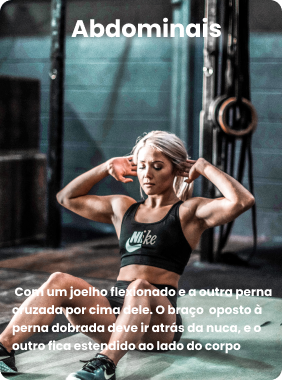 Abdominais
Nike
Com um joelho flexionado e a outra perna
cruzada por cima dele. O braço oposto à
perna dobrada deve ir atrás da nuca, e o
outro fica estendido ao lado do corpo